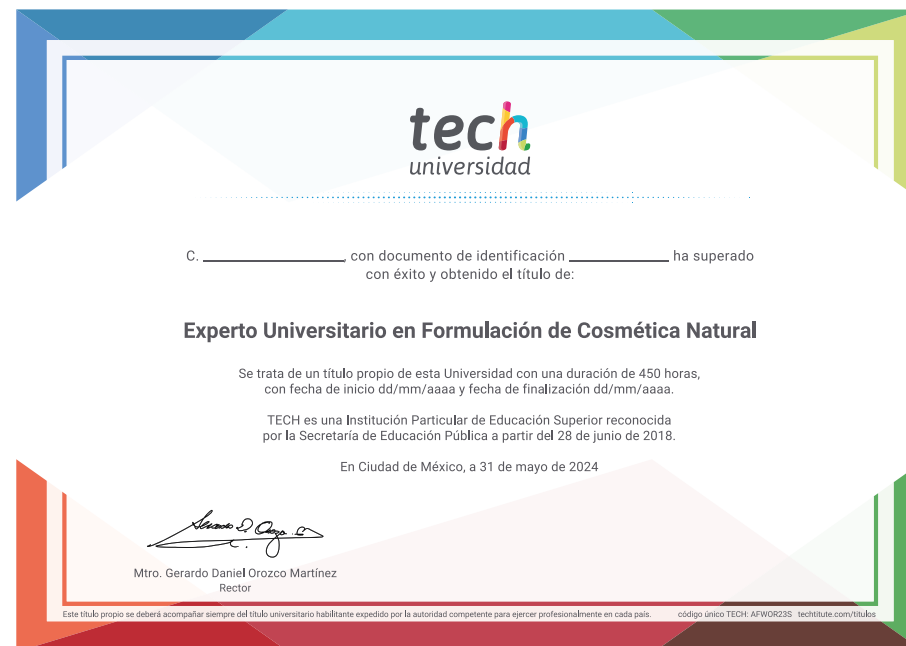 tech
universidad
C. ____________, con documento de identificación __________ ha superado
con éxito y obtenido el título de:
Experto Universitario en Formulación de Cosmética Natural
Se trata de un título propio de esta Universidad con una duración de 450 horas,
con fecha de inicio dd/mm/aaaa y fecha de finalización dd/mm/aaaa.
TECH es una Institución Particular de Educación Superior reconocida
por la Secretaría de Educación Pública a partir del 28 de junio de 2018.
En Ciudad de México, a 31 de mayo de 2024
Mtro. Gerardo Daniel Orozco Martínez
Rector
Este título propio se deberá acompañar siempre del título universitario habilitante expedido por la autoridad competente para ejercer profesionalmente en cada país. código único TECH: AFWOR23S techtitute.com/titulos